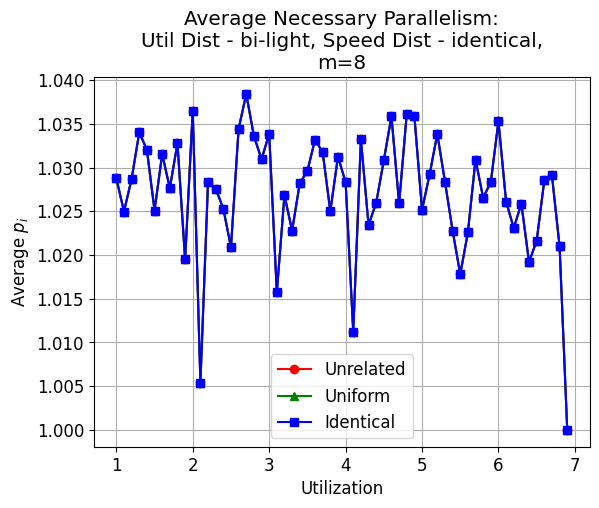 Average Necessary Parallelism:
Util Dist - bi-light, Speed Dist - identical,
m=8
1.040
1.035
1.030
1.025
1.020
1.015
1.010
1.005
1.000
Average p_i
Unrelated
Uniform
Identical
1 2 3 4 5 6 7
Utilization